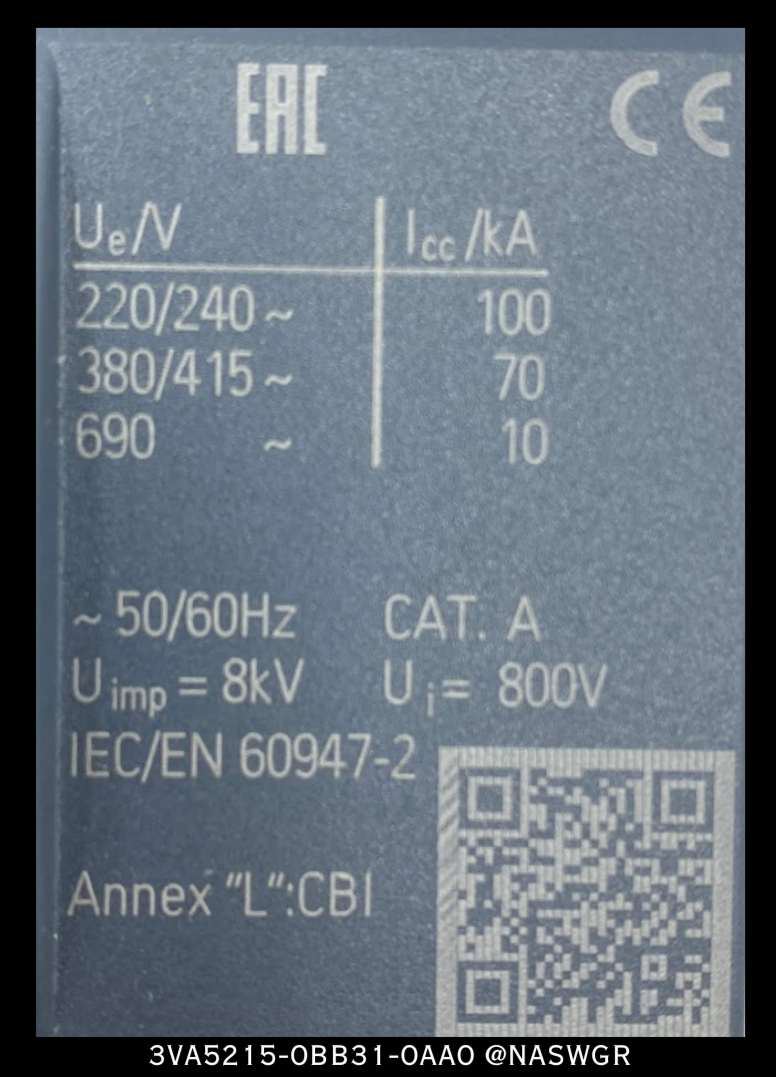 EAC CE
Ue/V Icc/kA
220/240~ 100
380/415~ 70
690 ~ 10
~ 50/60Hz CAT. A
Uimp = 8kV Ui= 800V
IEC/EN 60947-2
Annex "L":CBI
3VA5215-0BB31-0AA0 @NASWGR